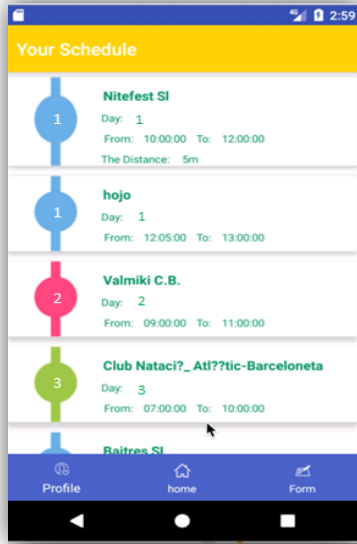 4G 2:59
Your Schedule
Nitefest Sl
1
Day: 1
From: 10:00:00 To: 12:00:00
The Distance: 5m
hojo
1
Day: 1
From: 12:05:00 To: 13:00:00
Valmiki C.B.
2
Day: 2
From: 09:00:00 To: 11:00:00
Club Nataci?_ Atl??tic-Barceloneta
3
Day: 3
From: 07:00:00 To: 10:00:00
Baitres Sl
Profile home Form